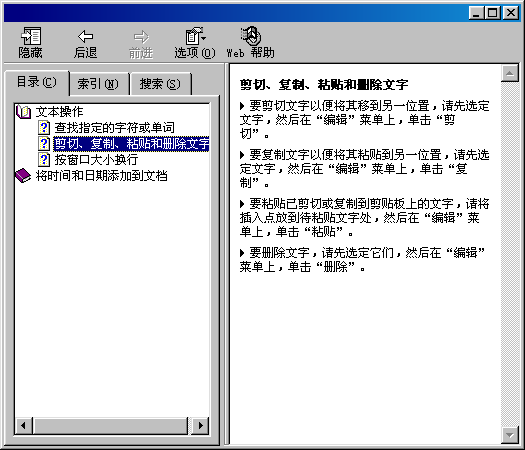 隐藏 后退 前进 选项(O) Web 帮助
目录(C) 索引(N) 搜索(S)
文本操作
查找指定的字符或单词
剪切、复制、粘贴和删除文字
按窗口大小换行
将时间和日期添加到文档
剪切、复制、粘贴和删除文字
要剪切文字以便将其移到另一位置，请先选定
文字，然后在“编辑”菜单上，单击“剪
切”。
要复制文字以便将其粘贴到另一位置，请先选
定文字，然后在“编辑”菜单上，单击“复
制”。
要粘贴已剪切或复制到剪贴板上的文字，请将
插入点放到待粘贴文字处，然后在“编辑”菜
单上，单击“粘贴”。
要删除文字，请先选定它们，然后在“编辑”
菜单上，单击“删除”。